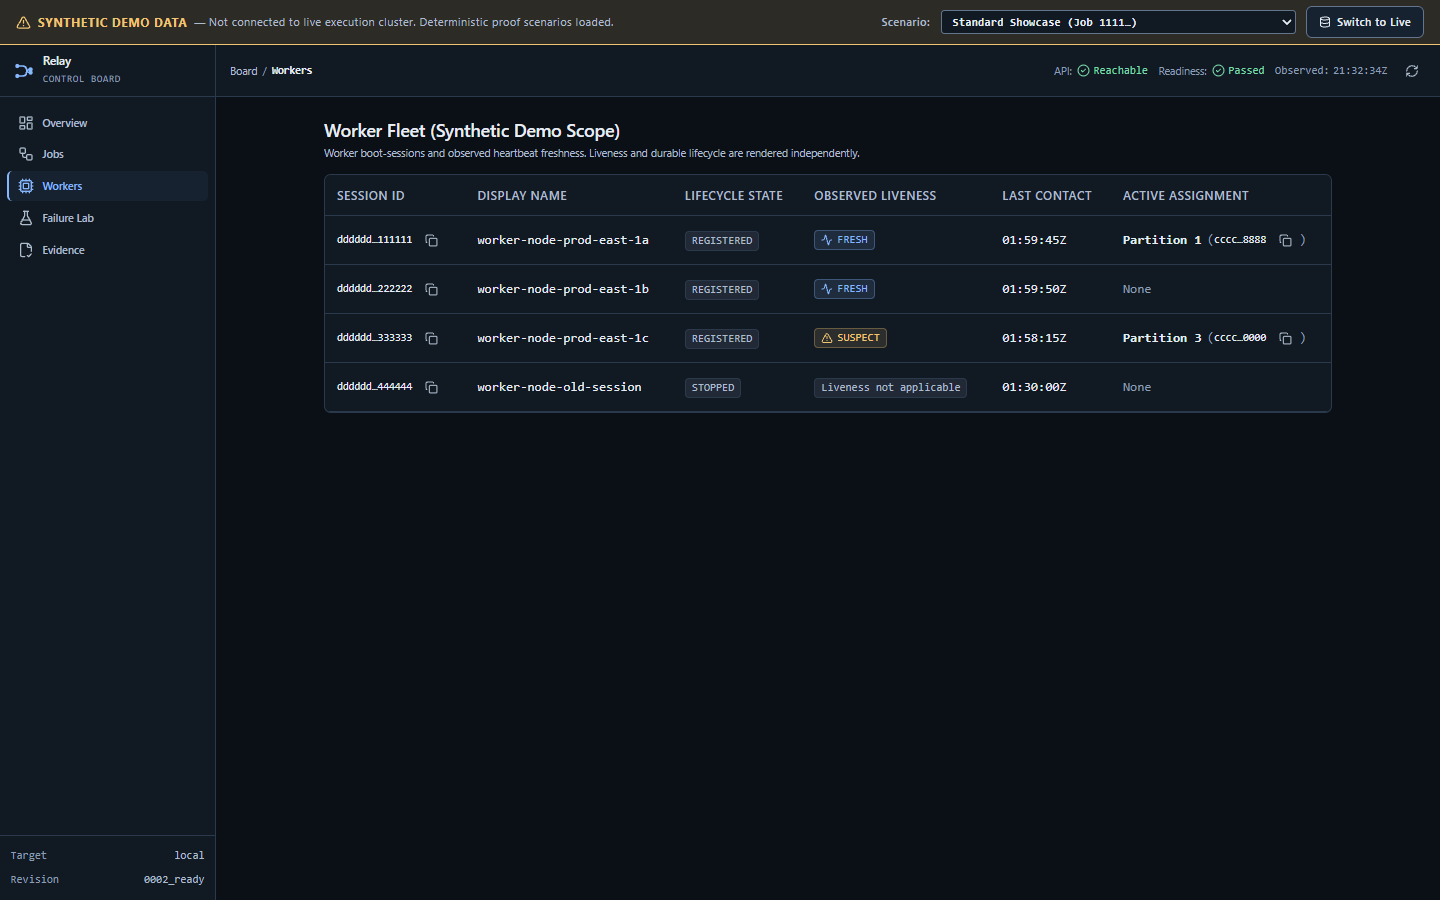 SYNTHETIC DEMO DATA — Not connected to live execution cluster. Deterministic proof scenarios loaded. Scenario: Standard Showcase (Job 1111…) Switch to Live
Relay
CONTROL BOARD
Board / Workers API: Reachable Readiness: Passed Observed: 21:32:34Z
Overview
Jobs
Workers
Failure Lab
Evidence
Worker Fleet (Synthetic Demo Scope)
Worker boot-sessions and observed heartbeat freshness. Liveness and durable lifecycle are rendered independently.
SESSION ID DISPLAY NAME LIFECYCLE STATE OBSERVED LIVENESS LAST CONTACT ACTIVE ASSIGNMENT
dddddd…111111 worker-node-prod-east-1a REGISTERED FRESH 01:59:45Z Partition 1 (cccc…8888 )
dddddd…222222 worker-node-prod-east-1b REGISTERED FRESH 01:59:50Z None
dddddd…333333 worker-node-prod-east-1c REGISTERED SUSPECT 01:58:15Z Partition 3 (cccc…0000 )
dddddd…444444 worker-node-old-session STOPPED Liveness not applicable 01:30:00Z None
Target local
Revision 0002_ready